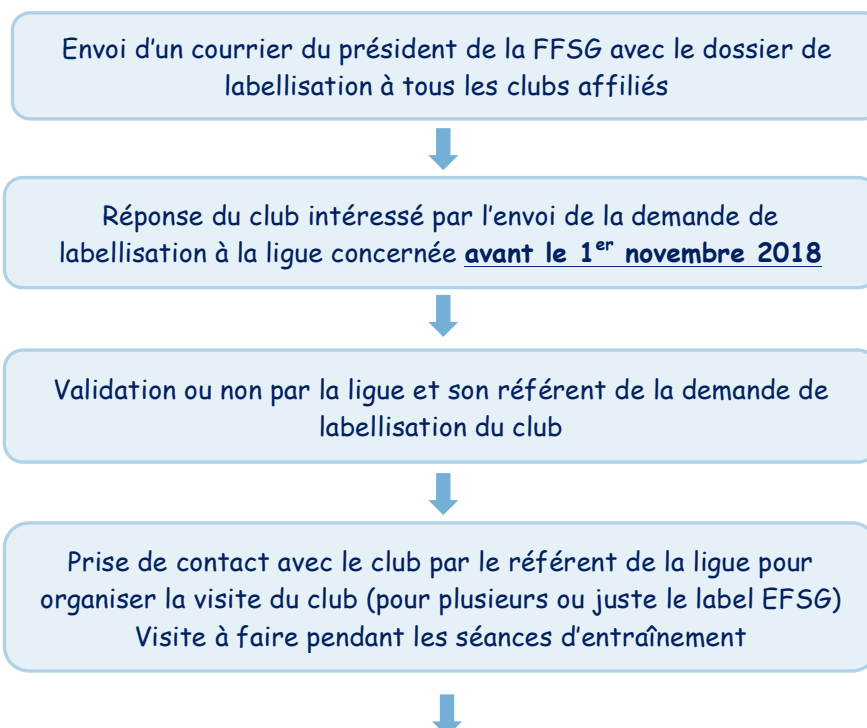 Envoi d'un courrier du président de la FFSG avec le dossier de
labellisation à tous les clubs affiliés
Réponse du club intéressé par l'envoi de la demande de
labellisation à la ligue concernée avant le 1er novembre 2018
Validation ou non par la ligue et son référent de la demande de
labellisation du club
Prise de contact avec le club par le référent de la ligue pour
organiser la visite du club (pour plusieurs ou juste le label EFSG)
Visite à faire pendant les séances d'entraînement